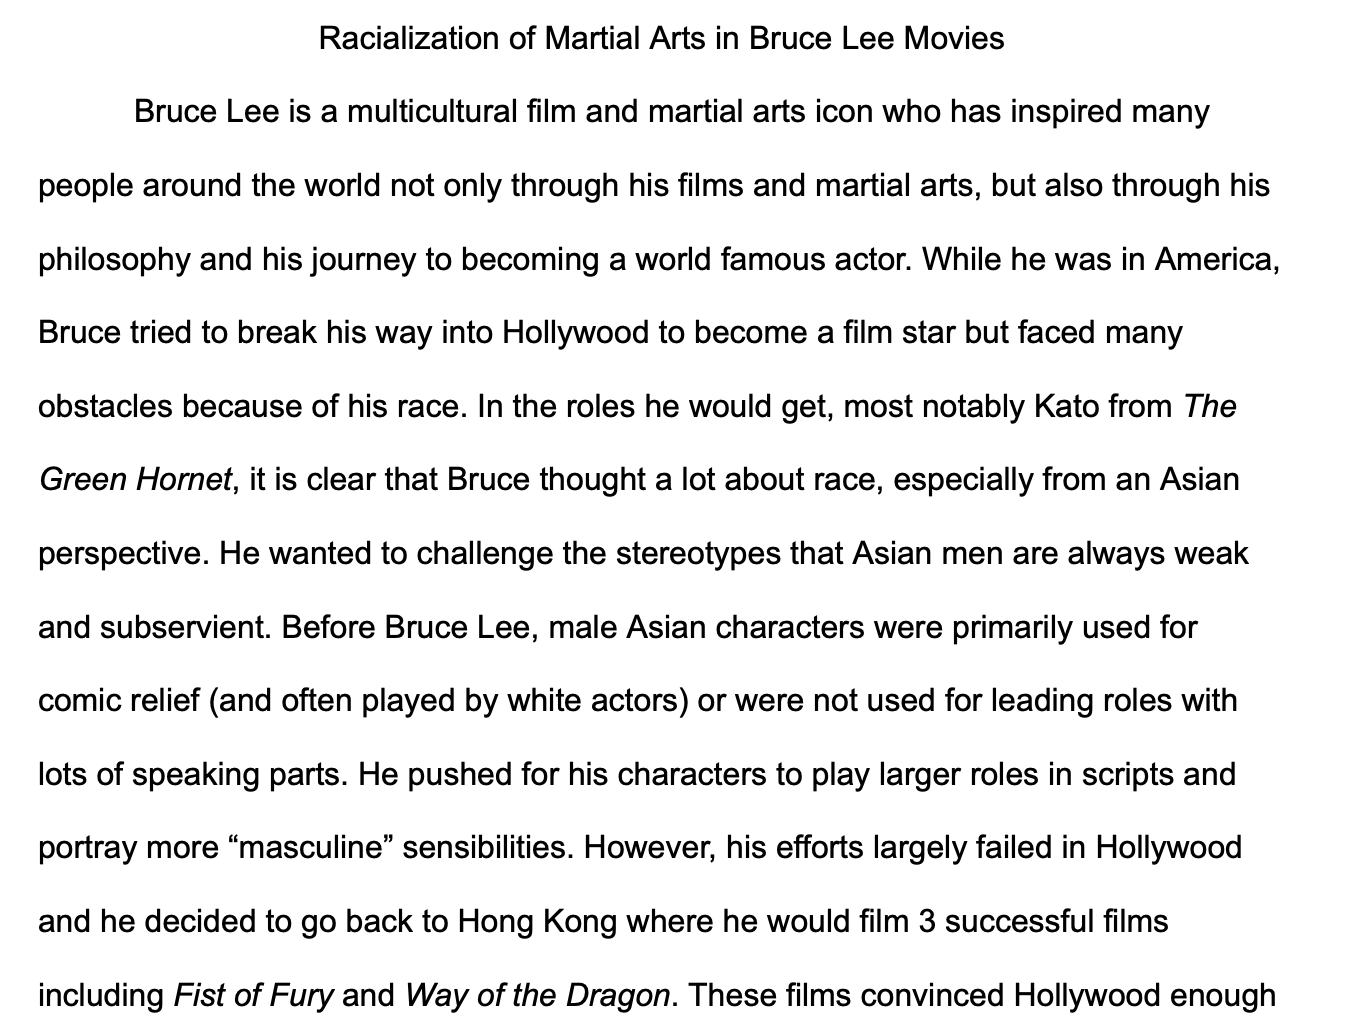 Racialization of Martial Arts in Bruce Lee Movies
Bruce Lee is a multicultural film and martial arts icon who has inspired many
people around the world not only through his films and martial arts, but also through his
philosophy and his journey to becoming a world famous actor. While he was in America,
Bruce tried to break his way into Hollywood to become a film star but faced many
obstacles because of his race. In the roles he would get, most notably Kato from The
Green Hornet, it is clear that Bruce thought a lot about race, especially from an Asian
perspective. He wanted to challenge the stereotypes that Asian men are always weak
and subservient. Before Bruce Lee, male Asian characters were primarily used for
comic relief (and often played by white actors) or were not used for leading roles with
lots of speaking parts. He pushed for his characters to play larger roles in scripts and
portray more “masculine” sensibilities. However, his efforts largely failed in Hollywood
and he decided to go back to Hong Kong where he would film 3 successful films
including Fist of Fury and Way of the Dragon. These films convinced Hollywood enough